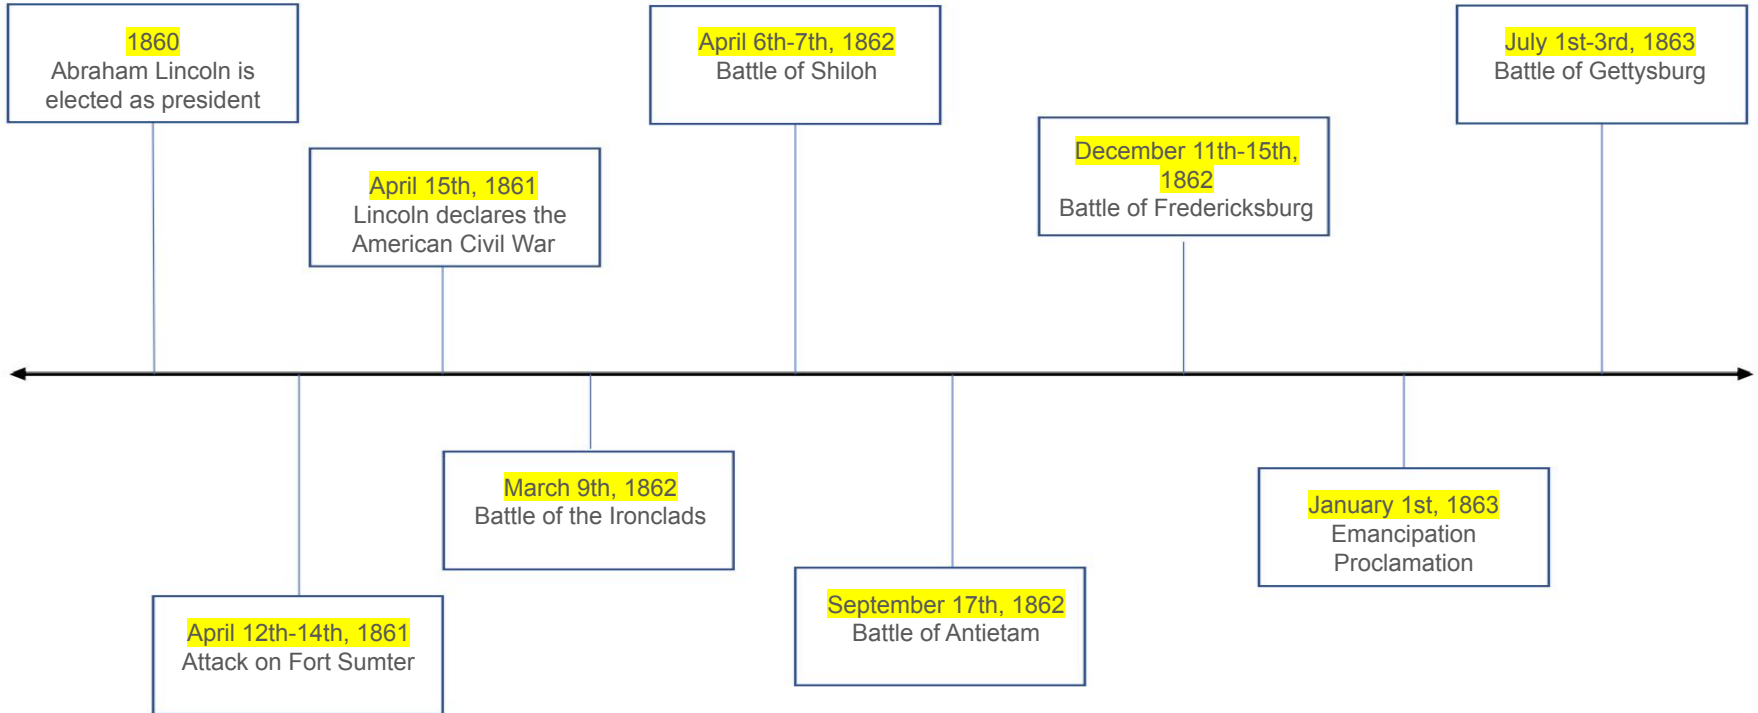 1860
Abraham Lincoln is
elected as president
April 12th-14th, 1861
Attack on Fort Sumter
April 15th, 1861
Lincoln declares the
American Civil War
March 9th, 1862
Battle of the Ironclads
April 6th-7th, 1862
Battle of Shiloh
September 17th, 1862
Battle of Antietam
December 11th-15th,
1862
Battle of Fredericksburg
January 1st, 1863
Emancipation
Proclamation
July 1st-3rd, 1863
Battle of Gettysburg